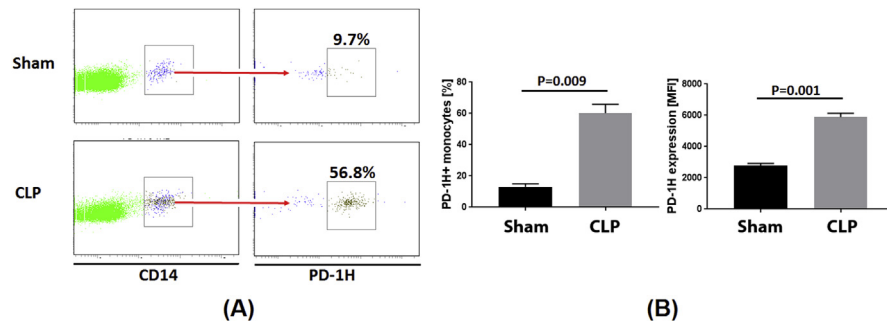 Sham
9.7%
CLP
56.8%
CD14
PD-1H
(A)
PD-1H+ monocytes [%]
80
60
40
20
0
P=0.009
Sham
CLP
PD-1H expression [MFI]
8000
6000
4000
2000
0
P=0.001
Sham
CLP
(B)